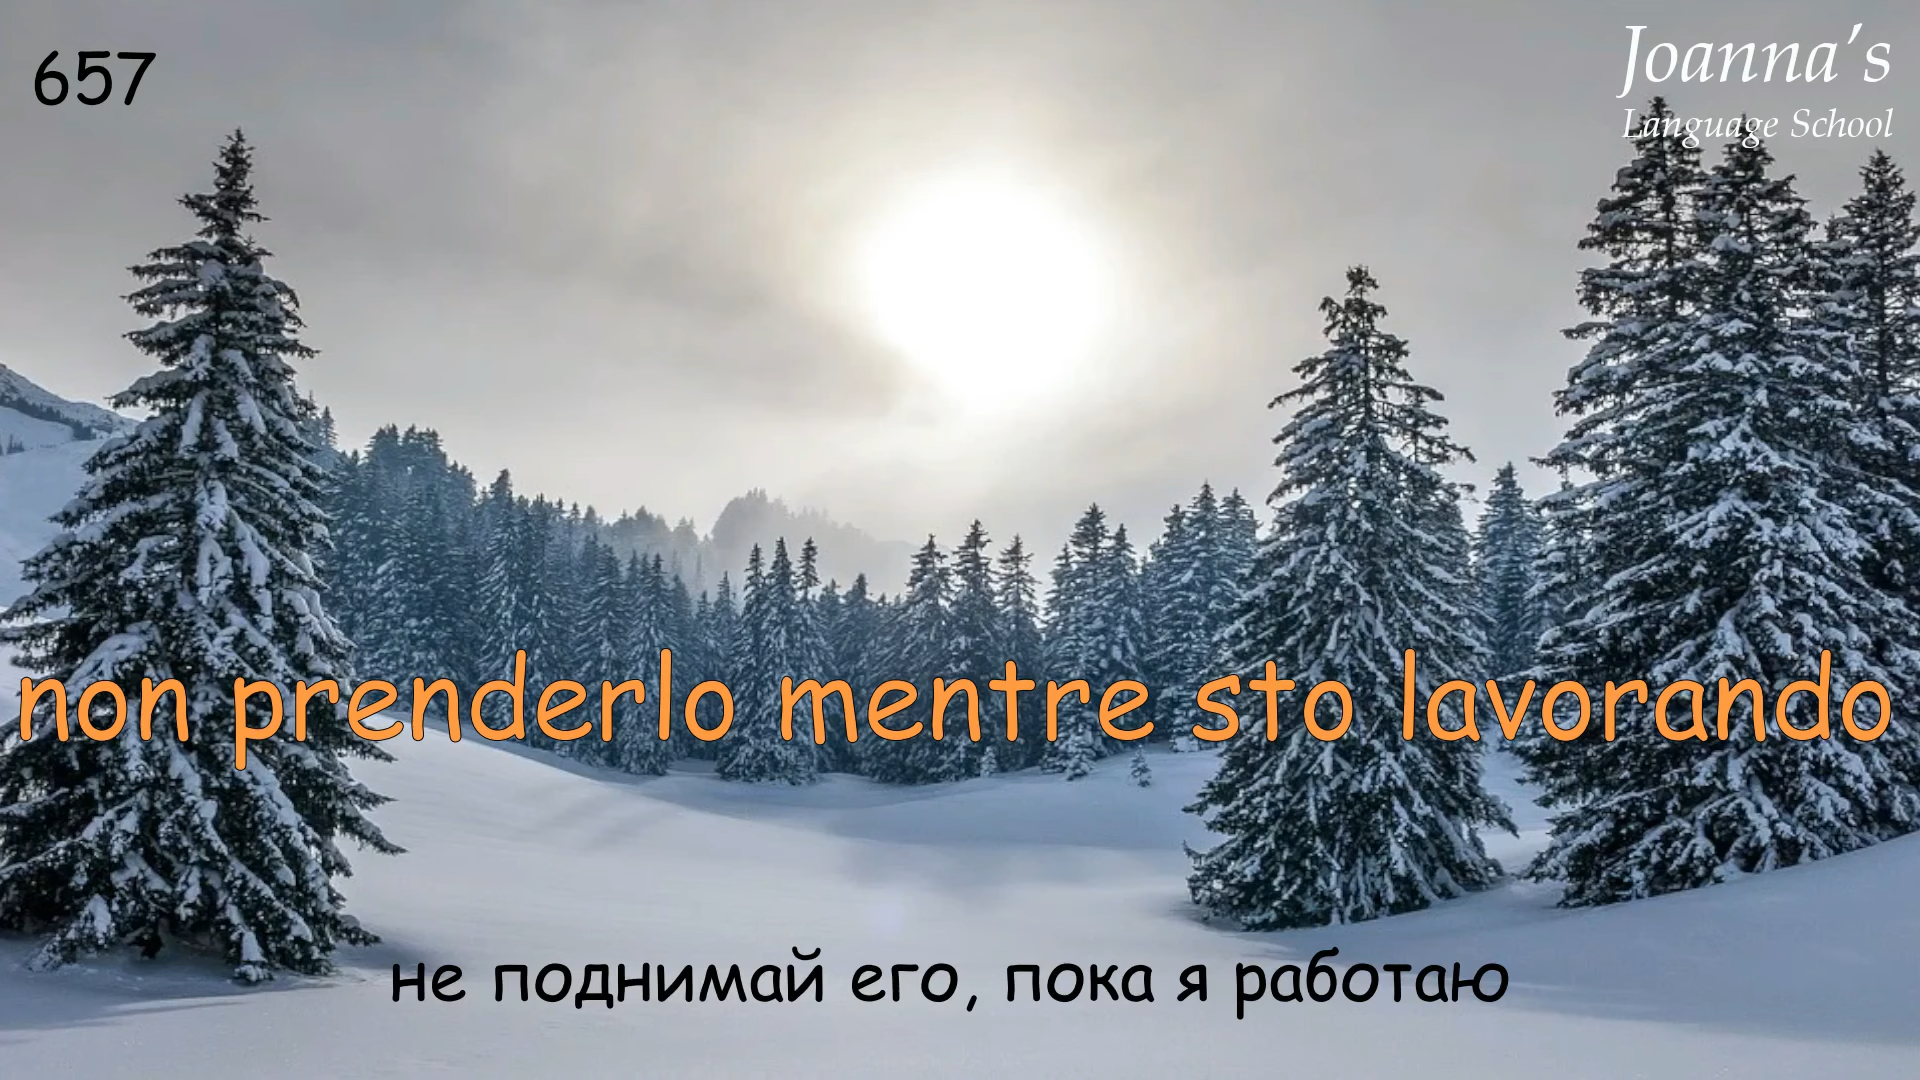 657
Joanna's
Language School
non prenderlo mentre sto lavorando
не поднимай его, пока я работаю